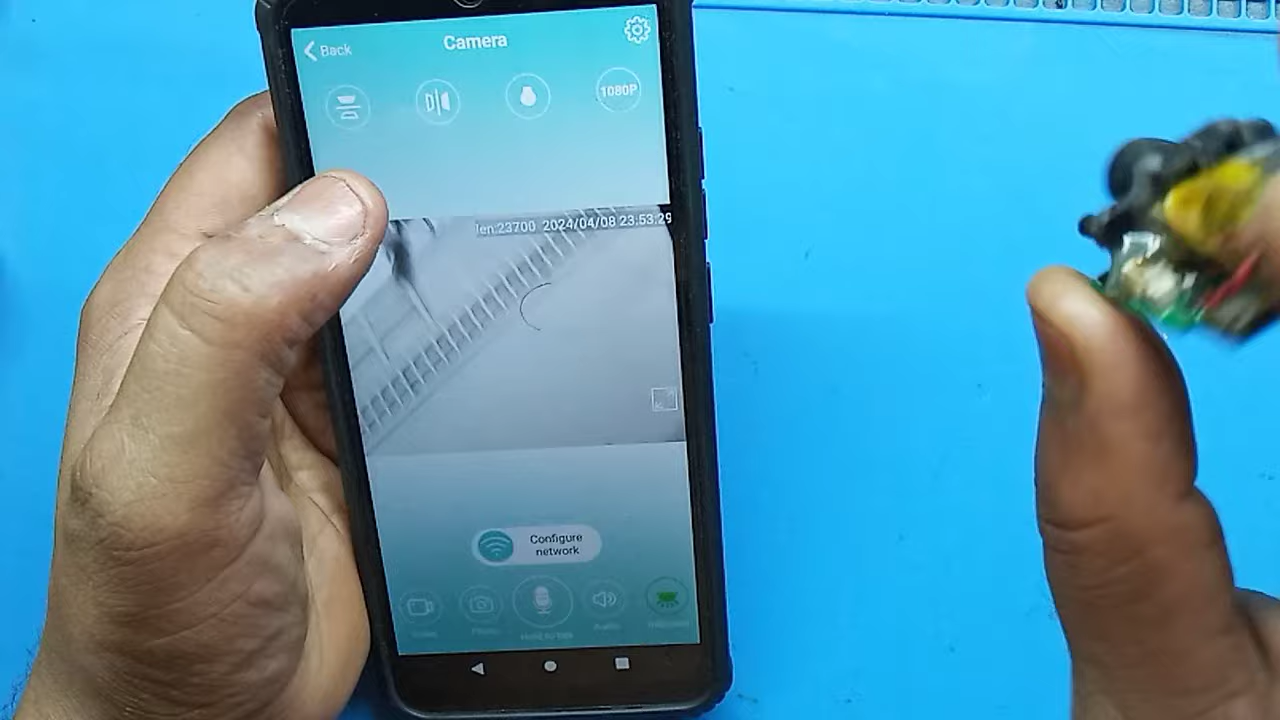 Back
Camera
1080P
len:23700 2024/04/08 23:53:29
Configure
network